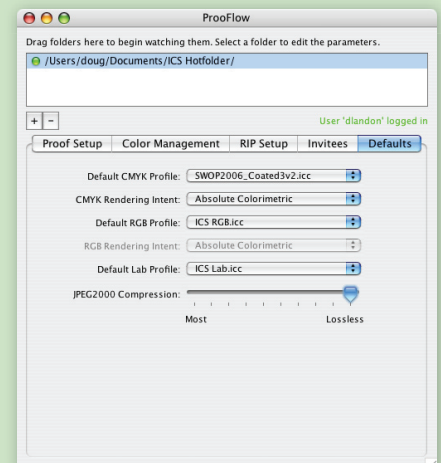 ProoFlow
Drag folders here to begin watching them. Select a folder to edit the parameters.
/Users/doug/Documents/ICS Hotfolder/
+ -
User 'dlandon' logged in
Proof Setup Color Management RIP Setup Invitees Defaults
Default CMYK Profile: SWOP2006_Coated3v2.icc
CMYK Rendering Intent: Absolute Colorimetric
Default RGB Profile: ICS RGB.icc
RGB Rendering Intent: Absolute Colorimetric
Default Lab Profile: ICS Lab.icc
JPEG2000 Compression:
Most Lossless